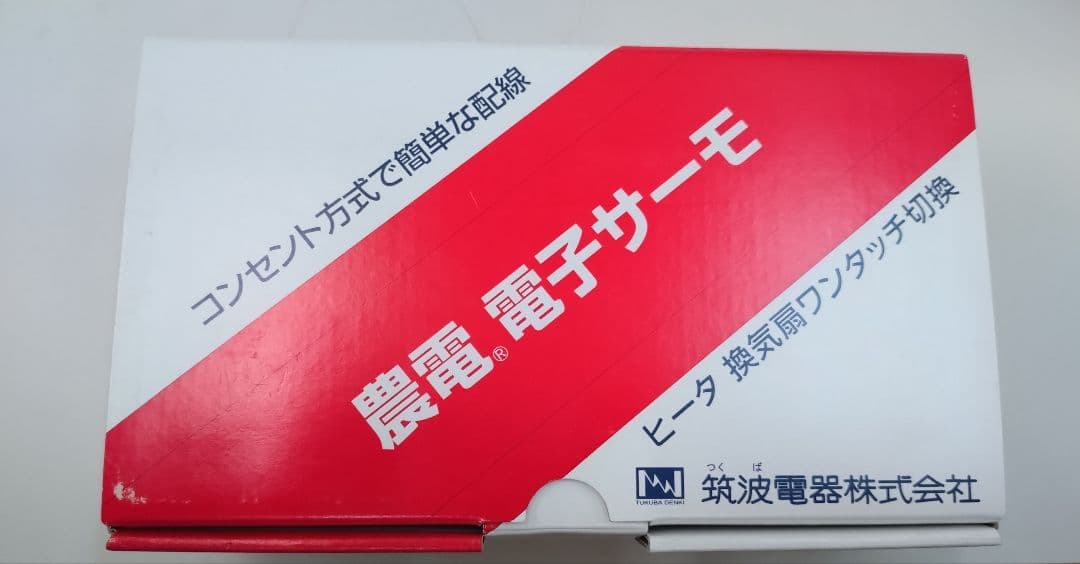 コンセント方式で簡単な配線
農電® 電子サーモ
ヒータ 換気扇ワンタッチ切換
つくば
筑波電器株式会社
TUKUBA DENKI